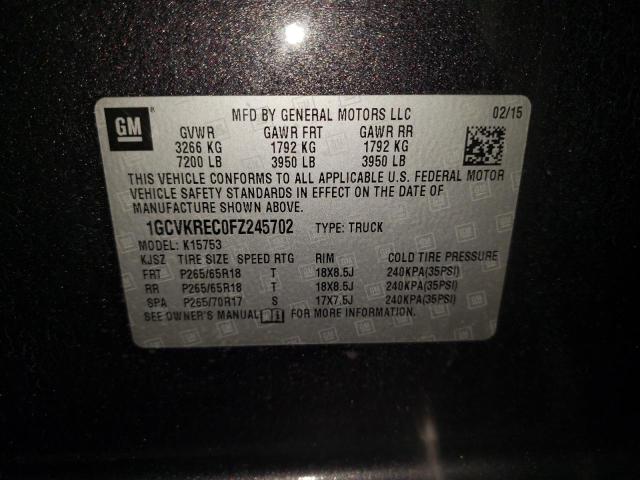 GM ®
MFD BY GENERAL MOTORS LLC 02/15
GVWR GAWR FRT GAWR RR
3266 KG 1792 KG 1792 KG
7200 LB 3950 LB 3950 LB
THIS VEHICLE CONFORMS TO ALL APPLICABLE U.S. FEDERAL MOTOR
VEHICLE SAFETY STANDARDS IN EFFECT ON THE DATE OF
MANUFACTURE SHOWN ABOVE.
1GCVKREC0FZ245702 TYPE: TRUCK
MODEL: K15753
KJSZ TIRE SIZE SPEED RTG RIM COLD TIRE PRESSURE
FRT P265/65R18 T 18X8.5J 240KPA(35PSI)
RR P265/65R18 T 18X8.5J 240KPA(35PSI)
SPA P265/70R17 S 17X7.5J 240KPA(35PSI)
SEE OWNER'S MANUAL FOR MORE INFORMATION.